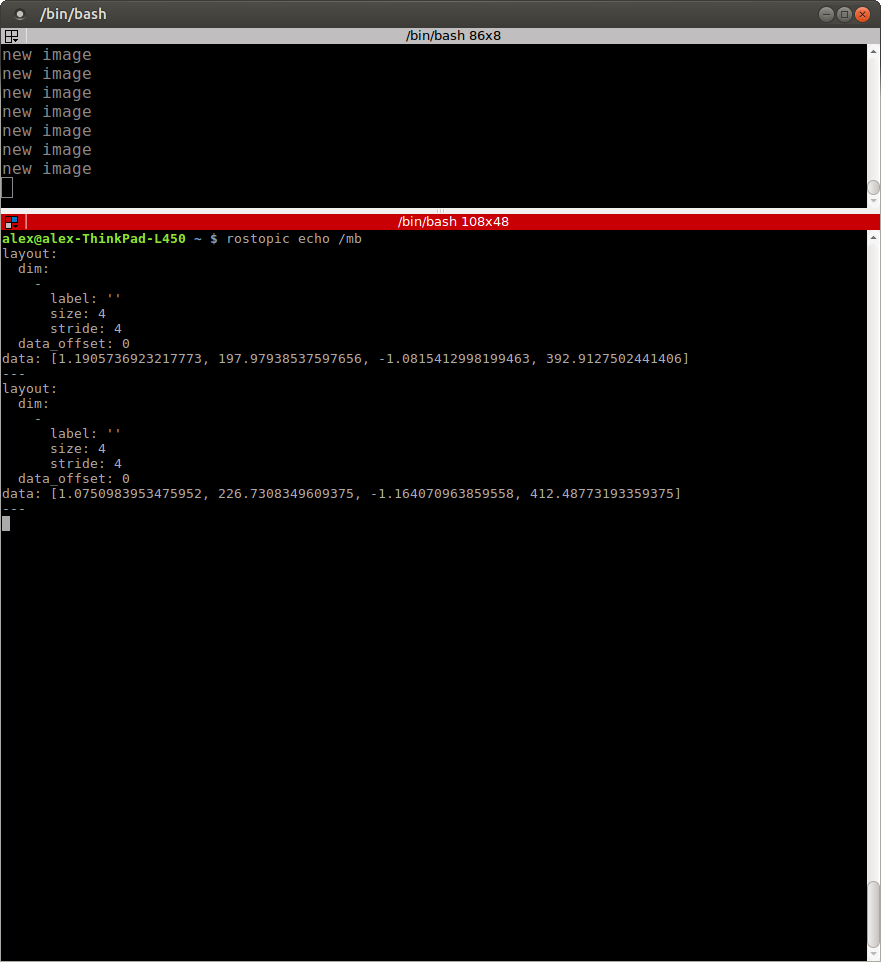 /bin/bash
/bin/bash 86x8
new image
new image
new image
new image
new image
new image
new image
/bin/bash 108x48
alex@alex-ThinkPad-L450 ~ $ rostopic echo /mb
layout:
  dim:
    -
      label: ''
      size: 4
      stride: 4
  data_offset: 0
data: [1.1905736923217773, 197.97938537597656, -1.0815412998199463, 392.9127502441406]
---
layout:
  dim:
    -
      label: ''
      size: 4
      stride: 4
  data_offset: 0
data: [1.0750983953475952, 226.7308349609375, -1.164070963859558, 412.48773193359375]
---